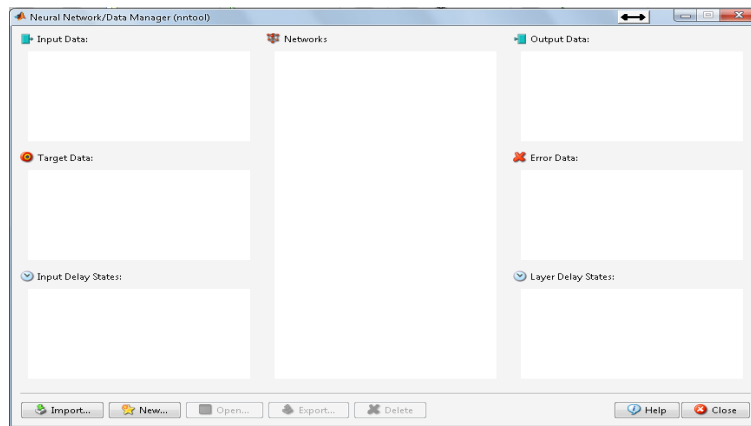 Neural Network/Data Manager (nntool)
Input Data:
Networks
Output Data:
Target Data:
Error Data:
Input Delay States:
Layer Delay States:
Import...
New...
Open...
Export...
Delete
Help
Close